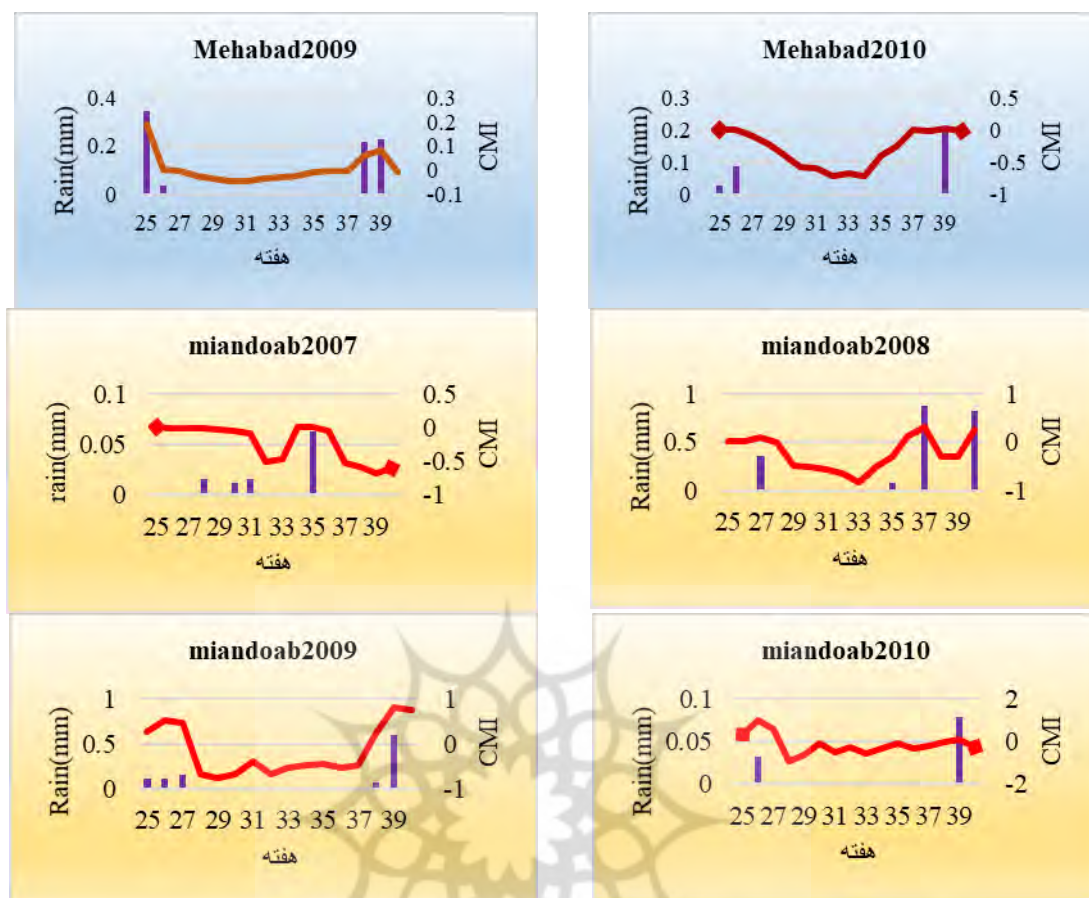 Mehabad2009
0.4 0.3
0.2
0.2 0.1
0
0 -0.1
Rain(mm)
CMI
25 27 29 31 33 35 37 39
هفته
Mehabad2010
0.3 0.5
0.2 0
0.1 -0.5
0 -1
Rain(mm)
CMI
25 27 29 31 33 35 37 39
هفته
miandoab2007
0.1 0.5
0
0.05
-0.5
0 -1
rain(mm)
CMI
25 27 29 31 33 35 37 39
هفته
miandoab2008
1 1
0.5 0
0 -1
Rain(mm)
CMI
25 27 29 31 33 35 37 39
هفته
miandoab2009
1 1
0.5 0
0 -1
Rain(mm)
CMI
25 27 29 31 33 35 37 39
هفته
miandoab2010
0.1 2
0.05 0
0 -2
Rain(mm)
CMI
25 27 29 31 33 35 37 39
هفته